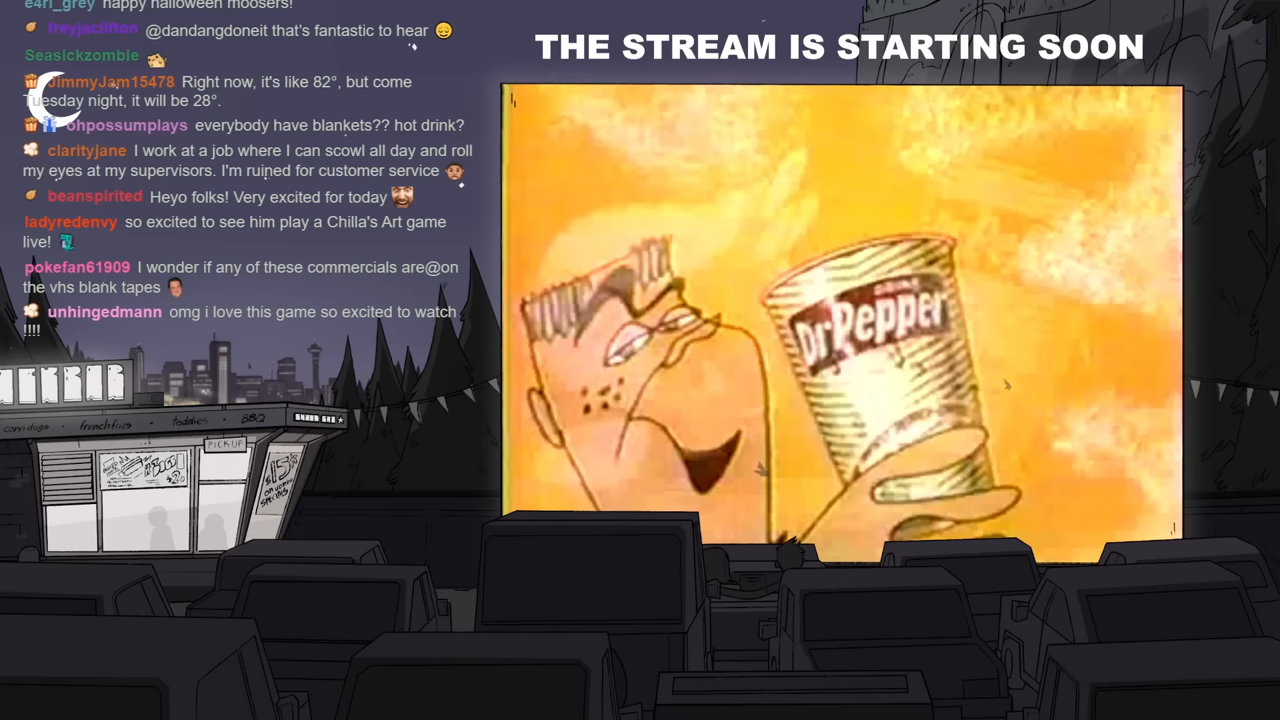 e4rl_grey happy halloween moosers!
freyjaclifton @dandangdoneit that's fantastic to hear
Seasickzombie
JimmyJam15478 Right now, it's like 82°, but come
Tuesday night, it will be 28°.
ohpossumplays everybody have blankets?? hot drink?
clarityjane I work at a job where I can scowl all day and roll
my eyes at my supervisors. I'm ruined for customer service
beanspirited Heyo folks! Very excited for today
ladyredenvy so excited to see him play a Chilla's Art game
live!
pokefan61909 I wonder if any of these commercials are@on
the vhs blank tapes
unhingedmann omg i love this game so excited to watch
!!!!
THE STREAM IS STARTING SOON
DRINK
Dr Pepper
corn dogs · frenchfries · toddies · BBQ
PICKUP